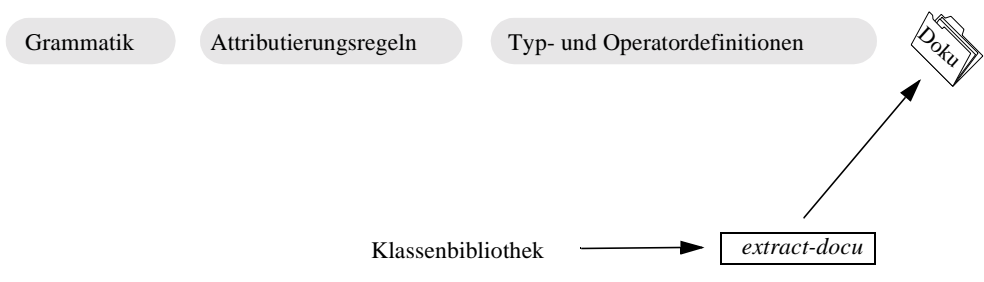 Grammatik
Attributierungsregeln
Typ- und Operatordefinitionen
Doku
Klassenbibliothek
extract-docu